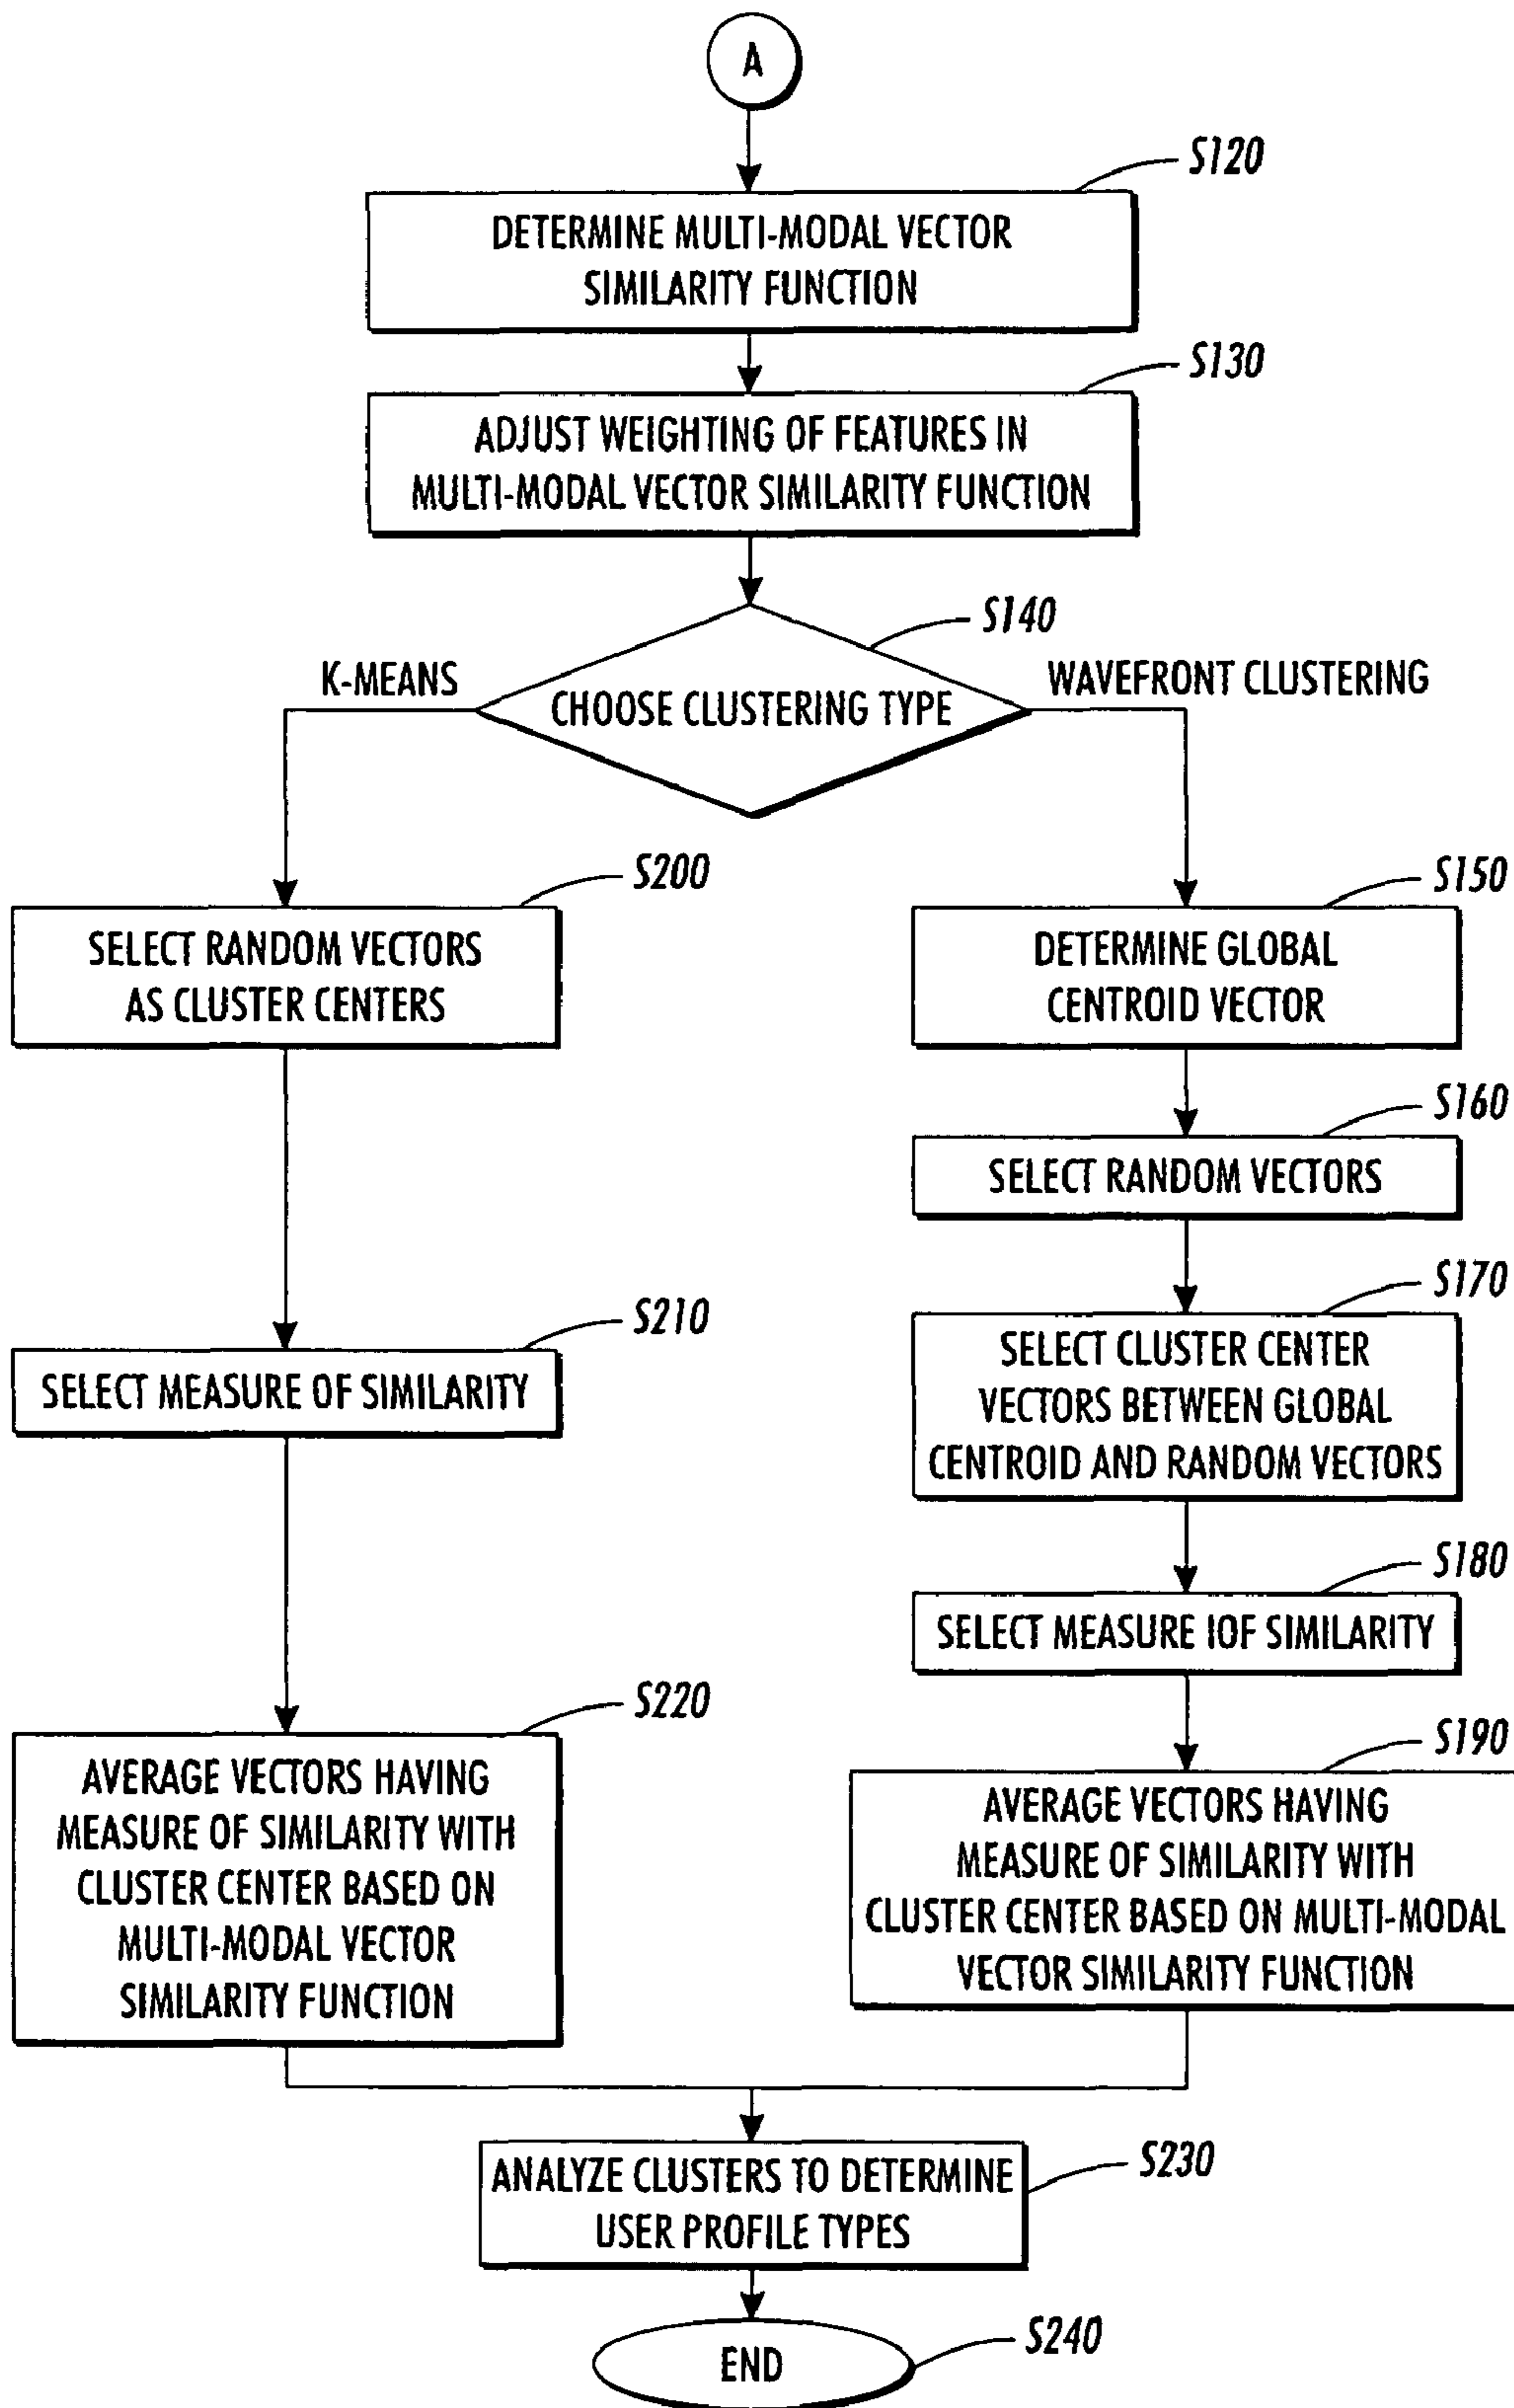 A
S120
DETERMINE MULTI-MODAL VECTOR
SIMILARITY FUNCTION
S130
ADJUST WEIGHTING OF FEATURES IN
MULTI-MODAL VECTOR SIMILARITY FUNCTION
S140
K-MEANS
CHOOSE CLUSTERING TYPE
WAVEFRONT CLUSTERING
S200
SELECT RANDOM VECTORS
AS CLUSTER CENTERS
S210
SELECT MEASURE OF SIMILARITY
S220
AVERAGE VECTORS HAVING
MEASURE OF SIMILARITY WITH
CLUSTER CENTER BASED ON
MULTI-MODAL VECTOR
SIMILARITY FUNCTION
S150
DETERMINE GLOBAL
CENTROID VECTOR
S160
SELECT RANDOM VECTORS
S170
SELECT CLUSTER CENTER
VECTORS BETWEEN GLOBAL
CENTROID AND RANDOM VECTORS
S180
SELECT MEASURE IOF SIMILARITY
S190
AVERAGE VECTORS HAVING
MEASURE OF SIMILARITY WITH
CLUSTER CENTER BASED ON MULTI-MODAL
VECTOR SIMILARITY FUNCTION
S230
ANALYZE CLUSTERS TO DETERMINE
USER PROFILE TYPES
S240
END